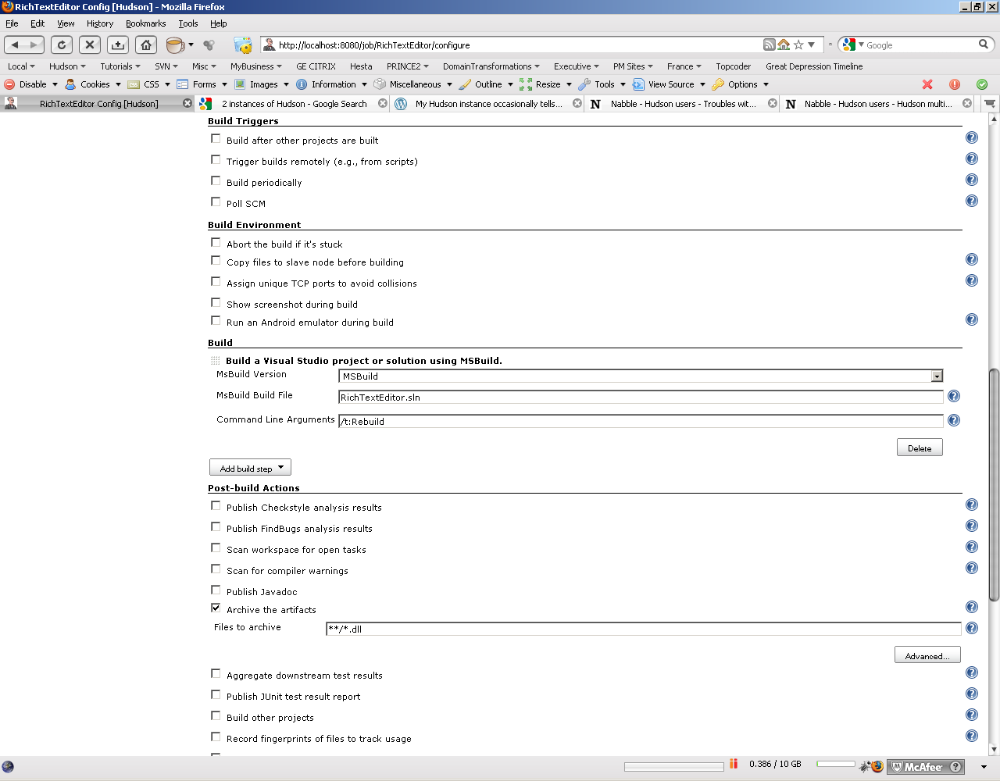 RichTextEditor Config [Hudson] - Mozilla Firefox
File Edit View History Bookmarks Tools Help
http://localhost:8080/job/RichTextEditor/configure Google
Local Hudson Tutorials SVN Misc MyBusiness GE CITRIX Hesta PRINCE2 DomainTransformations Executive PM Sites France Topcoder Great Depression Timeline
Disable Cookies CSS Forms Images Information Miscellaneous Outline Resize Tools View Source Options
RichTextEditor Config [Hudson] 2 instances of Hudson - Google Search My Hudson instance occasionally tells... Nabble - Hudson users - Troubles wit... Nabble - Hudson users - Hudson multi...
Build Triggers
Build after other projects are built
Trigger builds remotely (e.g., from scripts)
Build periodically
Poll SCM
Build Environment
Abort the build if it's stuck
Copy files to slave node before building
Assign unique TCP ports to avoid collisions
Show screenshot during build
Run an Android emulator during build
Build
Build a Visual Studio project or solution using MSBuild.
MsBuild Version MSBuild
MsBuild Build File RichTextEditor.sln
Command Line Arguments /t:Rebuild
Delete
Add build step
Post-build Actions
Publish Checkstyle analysis results
Publish FindBugs analysis results
Scan workspace for open tasks
Scan for compiler warnings
Publish Javadoc
Archive the artifacts
Files to archive **/*.dll
Advanced...
Aggregate downstream test results
Publish JUnit test result report
Build other projects
Record fingerprints of files to track usage
0.386 / 10 GB McAfee